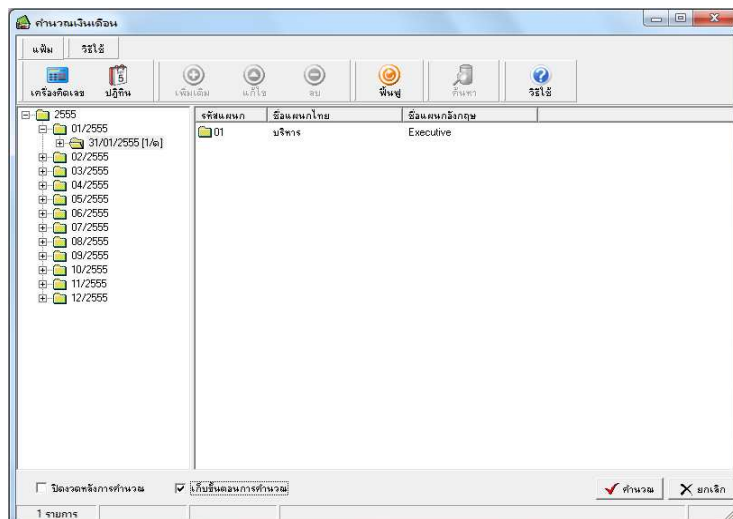 คำนวณเงินเดือน
แฟ้ม วิธีใช้
เครื่องคิดเลข ปฏิทิน เพิ่มเติม แก้ไข ลบ ฟื้นฟู ค้นหา วิธีใช้
2555
01/2555
31/01/2555 [1/๑]
02/2555
03/2555
04/2555
05/2555
06/2555
07/2555
08/2555
09/2555
10/2555
11/2555
12/2555
รหัสแผนก ชื่อแผนกไทย ชื่อแผนกอังกฤษ
01 บริหาร Executive
ปิดงวดหลังการคำนวณ เก็บขั้นตอนการคำนวณ คำนวณ ยกเลิก
1 รายการ